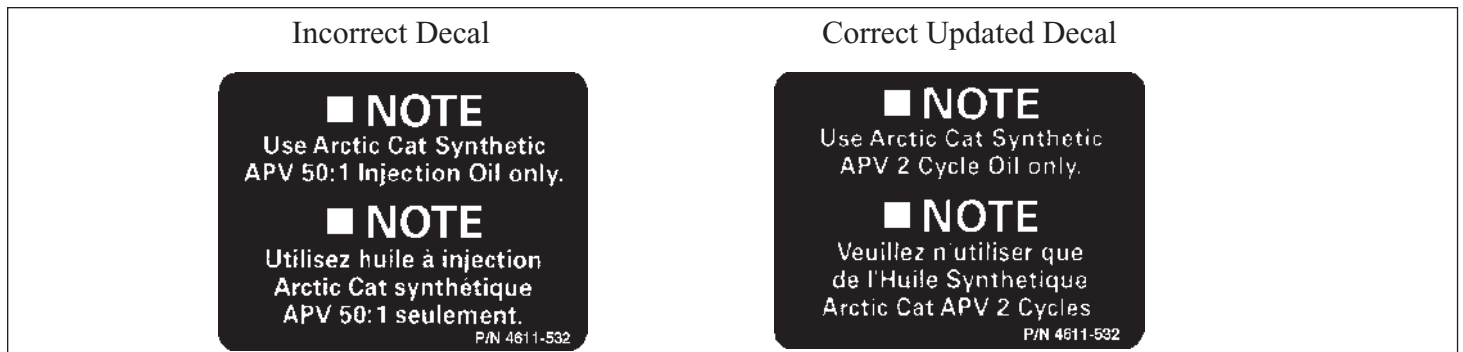 Incorrect Decal
■ NOTE
Use Arctic Cat Synthetic
APV 50:1 Injection Oil only.
■ NOTE
Utilisez huile à injection
Arctic Cat synthétique
APV 50:1 seulement.
P/N 4611-532
Correct Updated Decal
■ NOTE
Use Arctic Cat Synthetic
APV 2 Cycle Oil only.
■ NOTE
Veuillez n'utiliser que
de l'Huile Synthetique
Arctic Cat APV 2 Cycles
P/N 4611-532